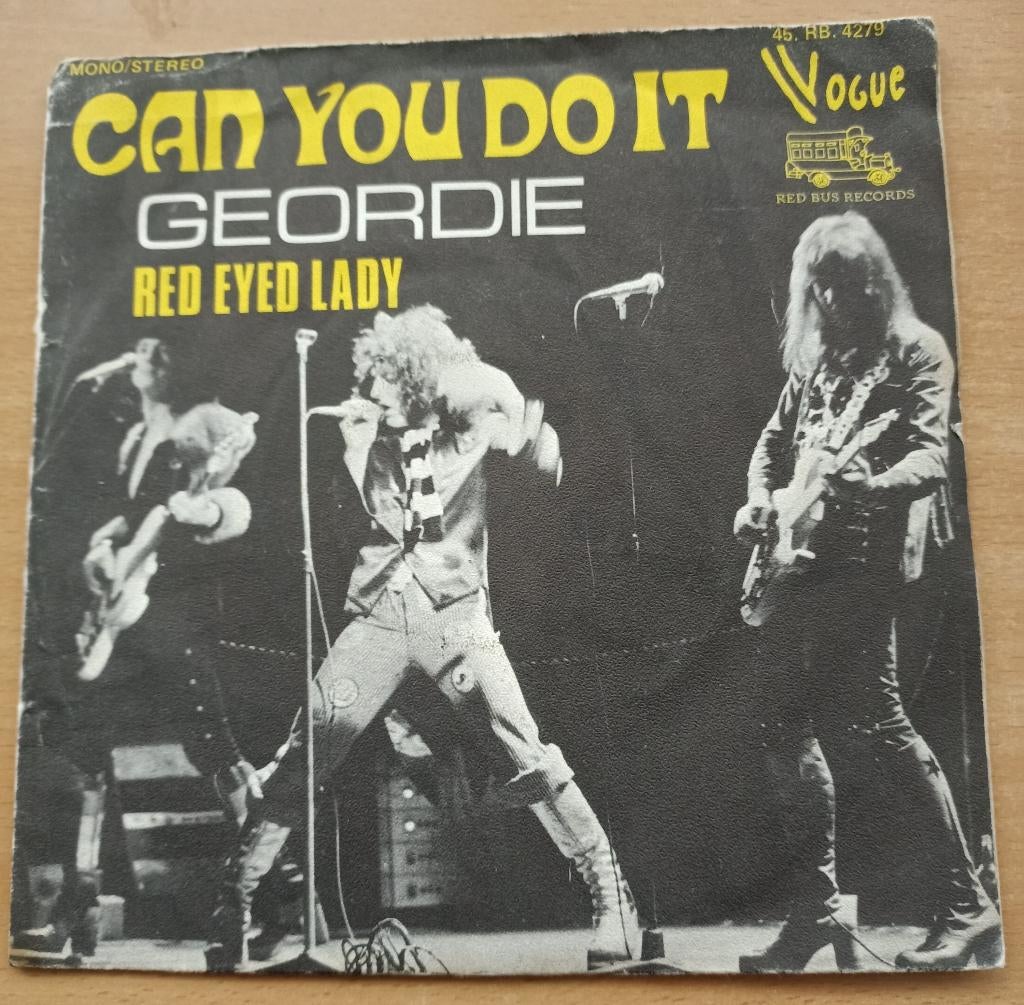 MONO/STEREO
45. RB. 4279
VOGUE
CAN YOU DO IT
RED BUS RECORDS
GEORDIE
RED EYED LADY